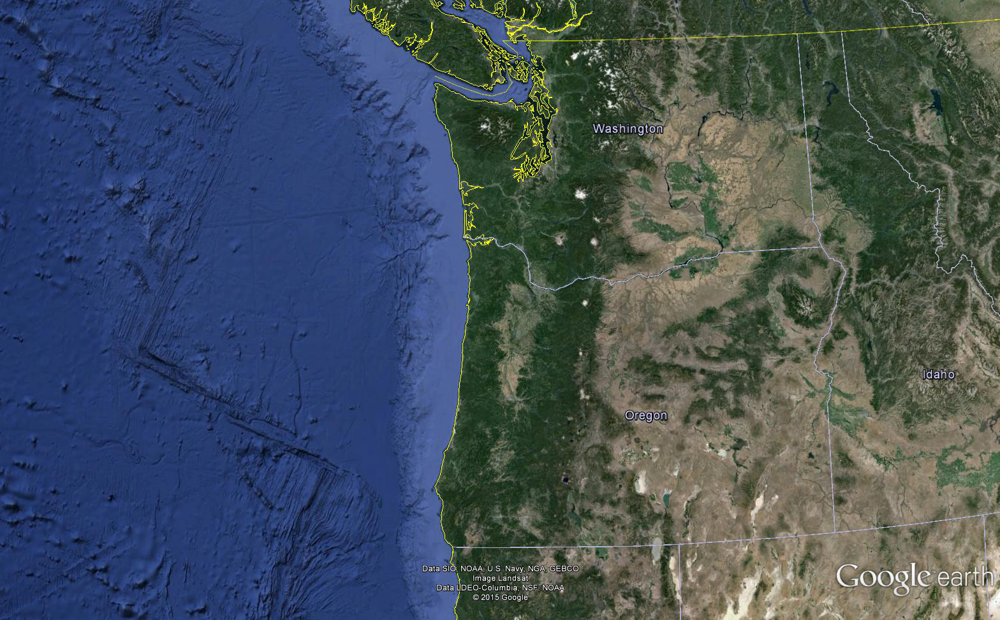 Washington
Idaho
Oregon
Data SIO, NOAA, U.S. Navy, NGA, GEBCO
Image Landsat
Data LDEO-Columbia, NSF, NOAA
© 2015 Google
Google earth